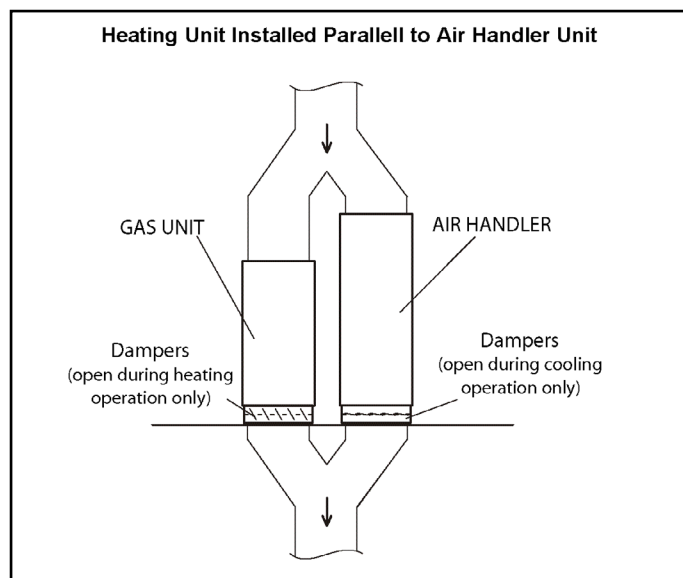 Heating Unit Installed Parallell to Air Handler Unit
GAS UNIT
AIR HANDLER
Dampers
(open during heating
operation only)
Dampers
(open during cooling
operation only)